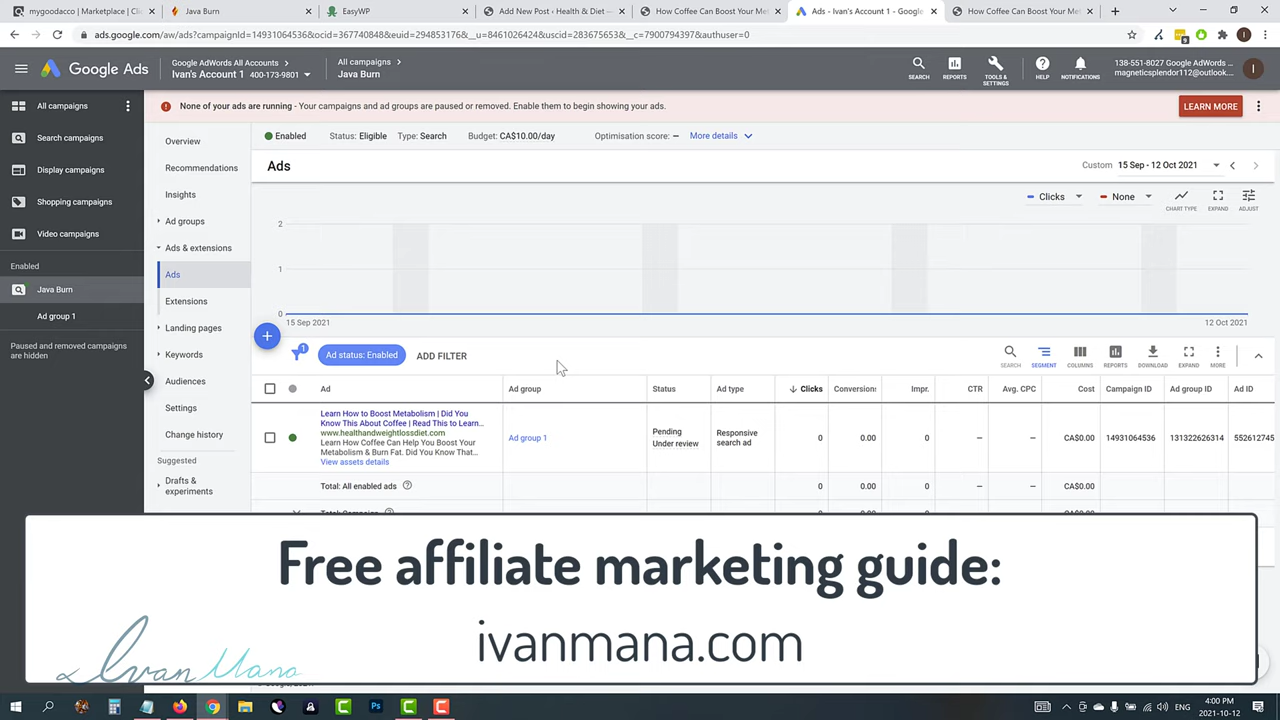 mygoodacco | Marketplace | Clic
Java Burn
EasyWP
Add New Post ‹ Health & Diet —
How Coffee Can Boost Your Met
Ads - Ivan's Account 1 - Google
How Coffee Can Boost Your Met
ads.google.com/aw/ads?campaignId=14931064536&ocid=367740848&euid=294853176&__u=8461026424&uscid=283675653&__c=7900794397&authuser=0
Google Ads
Google AdWords All Accounts
Ivan's Account 1 400-173-9801
All campaigns
Java Burn
SEARCH
REPORTS
TOOLS & SETTINGS
HELP
NOTIFICATIONS
138-551-8027 Google AdWords ...
magneticsplendor112@outlook...
I
All campaigns
Search campaigns
Display campaigns
Shopping campaigns
Video campaigns
Enabled
Java Burn
Ad group 1
Paused and removed campaigns
are hidden
None of your ads are running - Your campaigns and ad groups are paused or removed. Enable them to begin showing your ads.
LEARN MORE
Overview
Recommendations
Insights
Ad groups
Ads & extensions
Ads
Extensions
Landing pages
Keywords
Audiences
Settings
Change history
Suggested
Drafts &
experiments
Enabled Status: Eligible Type: Search Budget: CA$10.00/day Optimisation score: — More details
Ads
Custom 15 Sep - 12 Oct 2021
Clicks
None
CHART TYPE
EXPAND
ADJUST
2
1
0
15 Sep 2021
12 Oct 2021
1
Ad status: Enabled
ADD FILTER
SEARCH
SEGMENT
COLUMNS
REPORTS
DOWNLOAD
EXPAND
MORE
Ad Ad group Status Ad type Clicks Conversions Impr. CTR Avg. CPC Cost Campaign ID Ad group ID Ad ID
Learn How to Boost Metabolism | Did You
Know This About Coffee | Read This to Learn...
www.healthandweightlossdiet.com
Learn How Coffee Can Help You Boost Your
Metabolism & Burn Fat. Did You Know That...
View assets details
Ad group 1
Pending
Under review
Responsive
search ad
0 0.00 0 — — CA$0.00 14931064536 131322626314 552612745
Total: All enabled ads 0 0.00 0 — — CA$0.00
Free affiliate marketing guide:
ivanmana.com
Ivan Mana
ENG
4:00 PM
2021-10-12